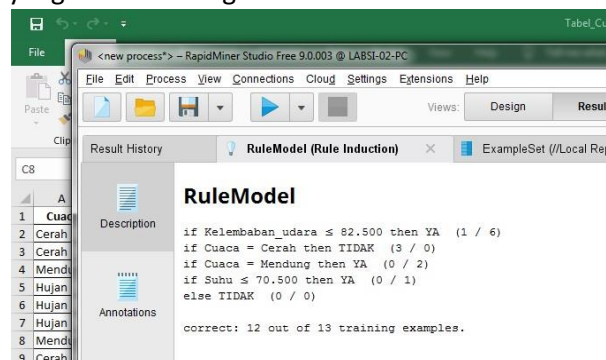 Tabel_Cu
File
<new process*> – RapidMiner Studio Free 9.0.003 @ LABSI-02-PC
File Edit Process View Connections Cloud Settings Extensions Help
Paste
Clip
Views: Design Resul
Result History
RuleModel (Rule Induction)
ExampleSet (//Local Rep
C8
A
1 Cuac
2 Cerah
3 Cerah
4 Mendu
5 Hujan
6 Hujan
7 Hujan
8 Mendu
9 Cerah
Description
Annotations
RuleModel
if Kelembaban_udara ≤ 82.500 then YA (1 / 6)
if Cuaca = Cerah then TIDAK (3 / 0)
if Cuaca = Mendung then YA (0 / 2)
if Suhu ≤ 70.500 then YA (0 / 1)
else TIDAK (0 / 0)
correct: 12 out of 13 training examples.